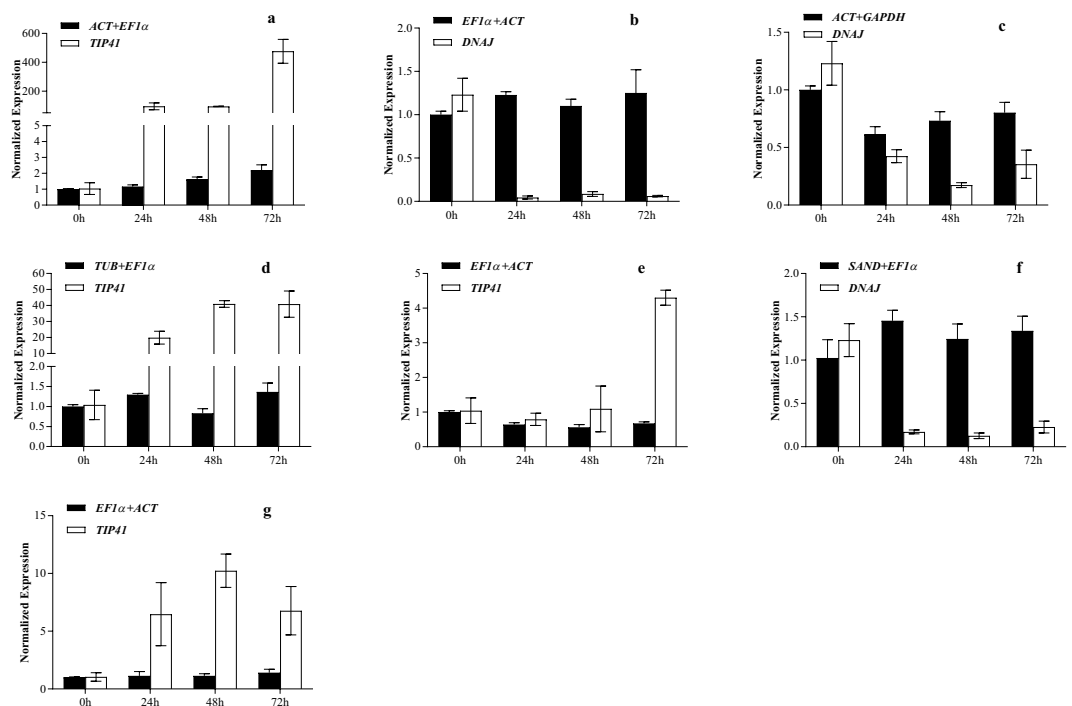 ACT+EF1α
TIP41
a
Normalized Expression
600
400
200
5
4
3
2
1
0
0h
24h
48h
72h
EF1α+ACT
DNAJ
b
Normalized Expression
2.0
1.5
1.0
0.5
0.0
0h
24h
48h
72h
ACT+GAPDH
DNAJ
c
Normalized Expression
1.5
1.0
0.5
0.0
0h
24h
48h
72h
TUB+EF1α
TIP41
d
Normalized Expression
60
50
40
30
20
10
2.0
1.5
1.0
0.5
0.0
0h
24h
48h
72h
EF1α+ACT
TIP41
e
Normalized Expression
5
4
3
2
1
0
0h
24h
48h
72h
SAND+EF1α
DNAJ
f
Normalized Expression
2.0
1.5
1.0
0.5
0.0
0h
24h
48h
72h
EF1α+ACT
TIP41
g
Normalized Expression
15
10
5
0
0h
24h
48h
72h